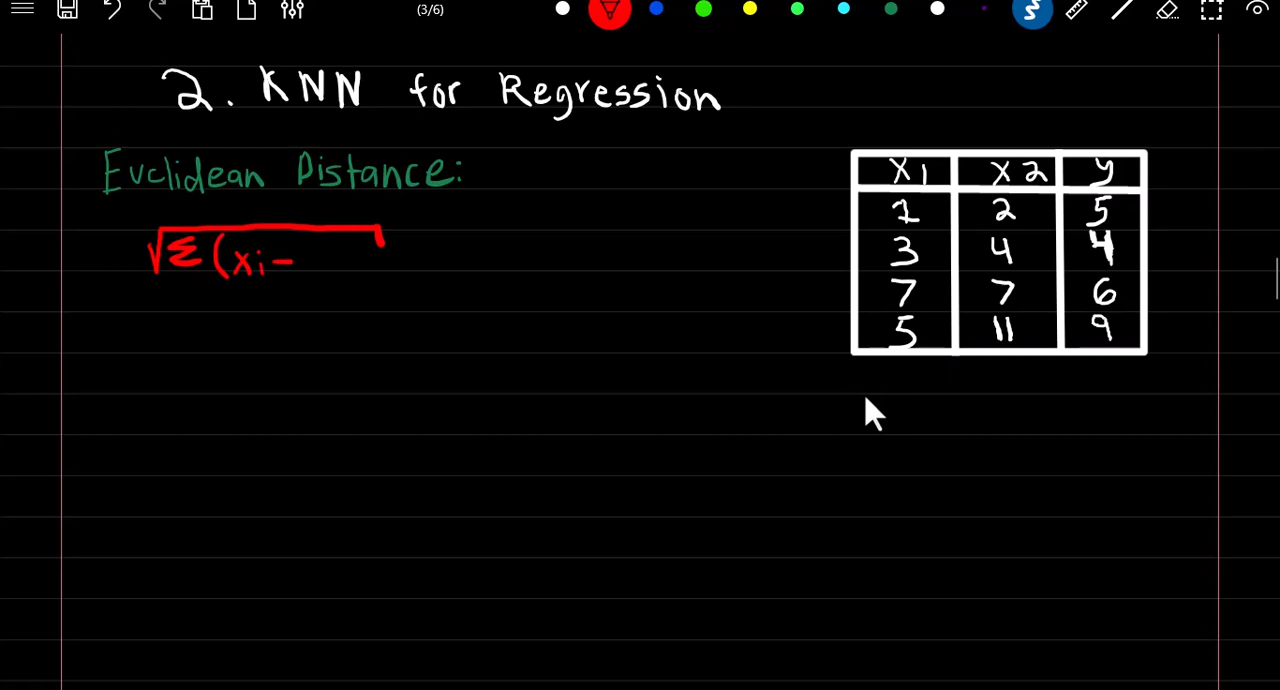 (3/6)
2. KNN for Regression
Euclidean Distance:
√Σ(xi-
x1 x2 y
1 2 5
3 4 4
7 7 6
5 11 9